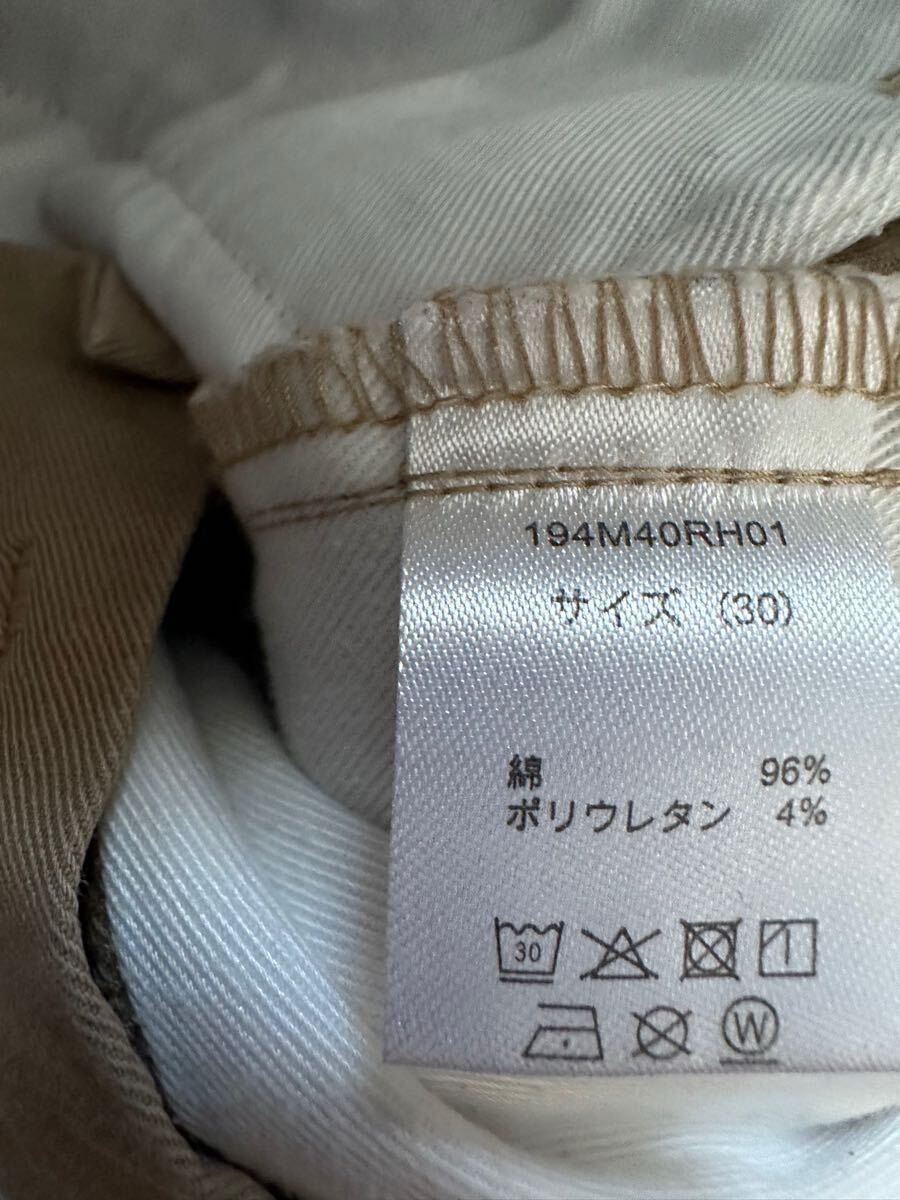 194M40RH01
サイズ (30)
綿 96%
ポリウレタン 4%
30
W